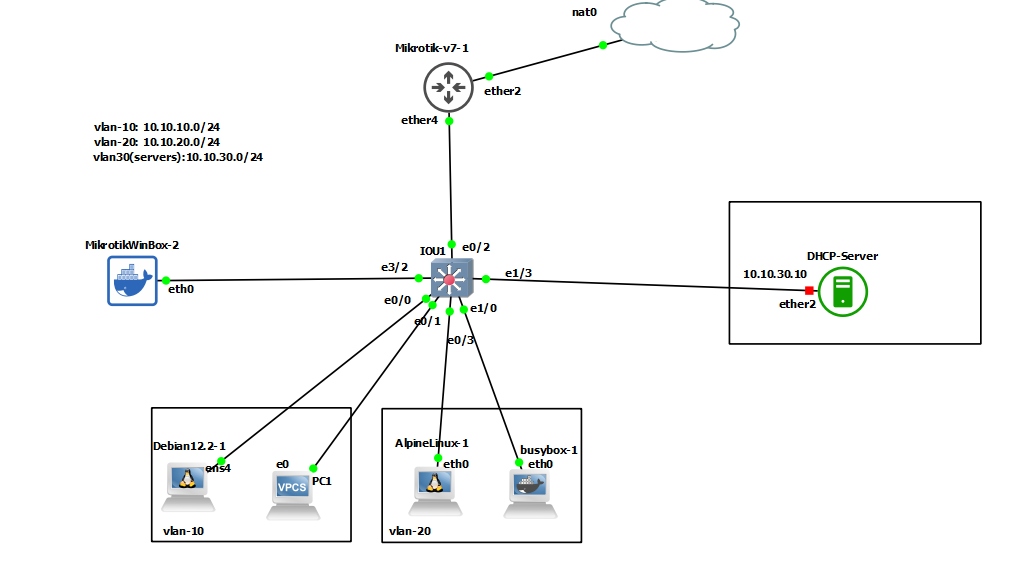 nat0
Mikrotik-v7-1
ether2
ether4
vlan-10: 10.10.10.0/24
vlan-20: 10.10.20.0/24
vlan30(servers):10.10.30.0/24
MikrotikWinBox-2
eth0
IOU1
e0/2
e3/2
e1/3
e0/0
e0/1
e1/0
e0/3
DHCP-Server
10.10.30.10
ether2
Debian12.2-1
ens4
e0
PC1
VPCS
vlan-10
AlpineLinux-1
eth0
busybox-1
eth0
vlan-20